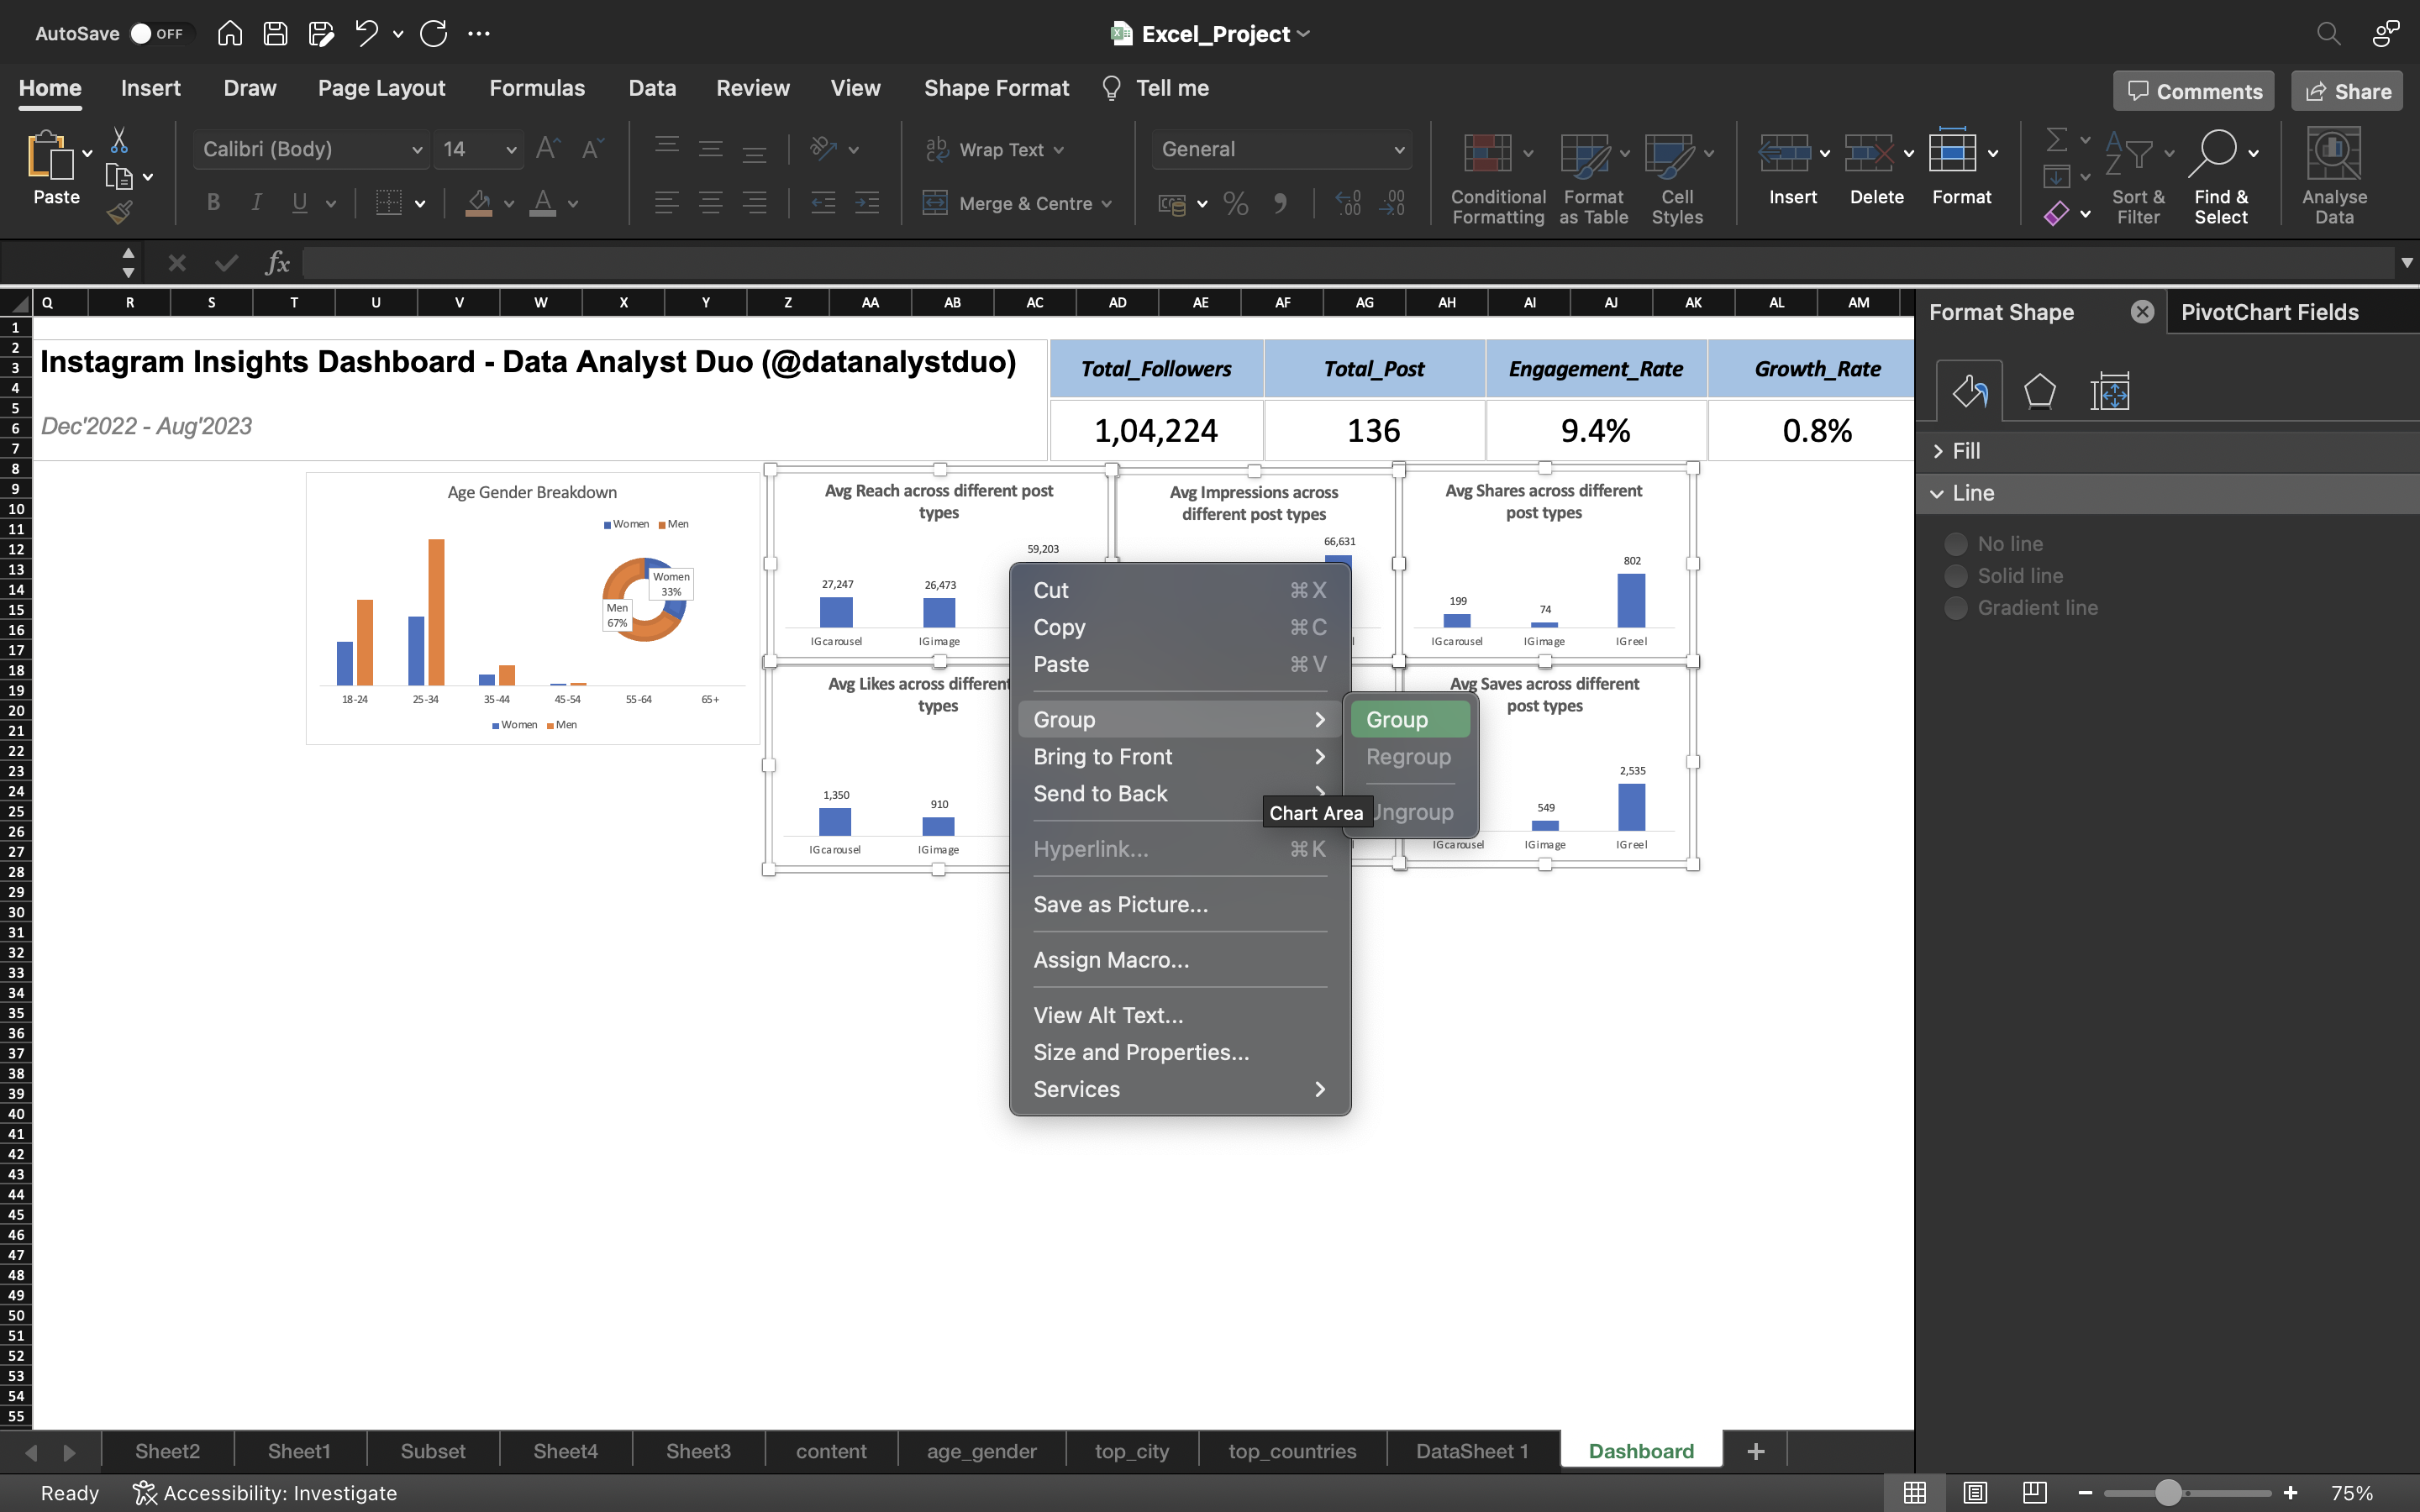 AutoSave OFF
Excel_Project
Home Insert Draw Page Layout Formulas Data Review View Shape Format Tell me
Comments Share
Paste
Calibri (Body) 14
B I U
Wrap Text
Merge & Centre
General
%
Conditional Formatting
Format as Table
Cell Styles
Insert Delete Format
Sort & Filter
Find & Select
Analyse Data
fx
Q R S T U V W X Y Z AA AB AC AD AE AF AG AH AI AJ AK AL AM
Format Shape PivotChart Fields
Fill
Line
No line
Solid line
Gradient line
1
2
3
4
5
6
7
8
9
10
11
12
13
14
15
16
17
18
19
20
21
22
23
24
25
26
27
28
29
30
31
32
33
34
35
36
37
38
39
40
41
42
43
44
45
46
47
48
49
50
51
52
53
54
55
Instagram Insights Dashboard - Data Analyst Duo (@datanalystduo)
Dec'2022 - Aug'2023
Total_Followers Total_Post Engagement_Rate Growth_Rate
1,04,224 136 9.4% 0.8%
Age Gender Breakdown
Women Men
Women
33%
Men
67%
18-24 25-34 35-44 45-54 55-64 65+
Women Men
Avg Reach across different post
types
27,247 26,473 59,203
IGcarousel IGimage
Avg Impressions across
different post types
66,631
Avg Shares across different
post types
199 74 802
IGcarousel IGimage IGreel
Avg Likes across different
types
1,350 910
IGcarousel IGimage
Avg Saves across different
post types
549 2,535
IGcarousel IGimage IGreel
Cut ⌘X
Copy ⌘C
Paste ⌘V
Group
Bring to Front
Send to Back
Hyperlink... ⌘K
Save as Picture...
Assign Macro...
View Alt Text...
Size and Properties...
Services
Group
Regroup
Ungroup
Chart Area
Sheet2 Sheet1 Subset Sheet4 Sheet3 content age_gender top_city top_countries DataSheet 1 Dashboard +
Ready Accessibility: Investigate
75%